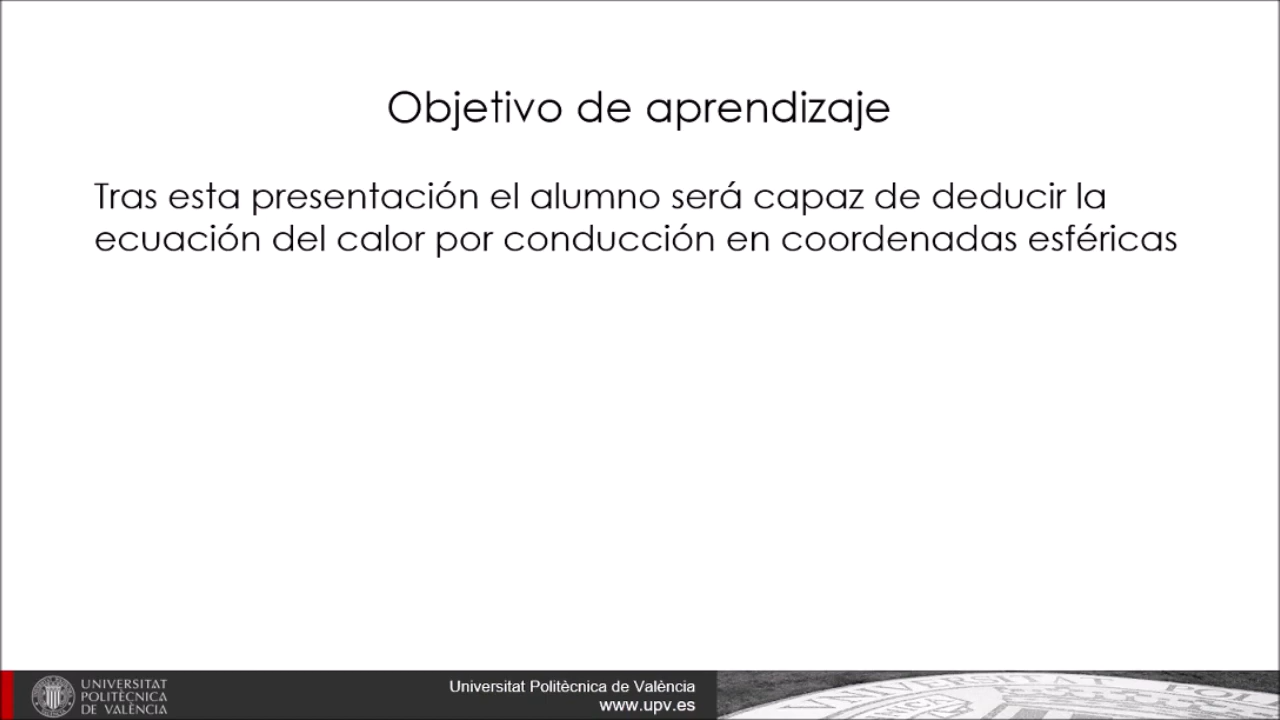 Objetivo de aprendizaje
Tras esta presentación el alumno será capaz de deducir la
ecuación del calor por conducción en coordenadas esféricas
UNIVERSITAT
POLITÈCNICA
DE VALÈNCIA
Universitat Politècnica de València
www.upv.es